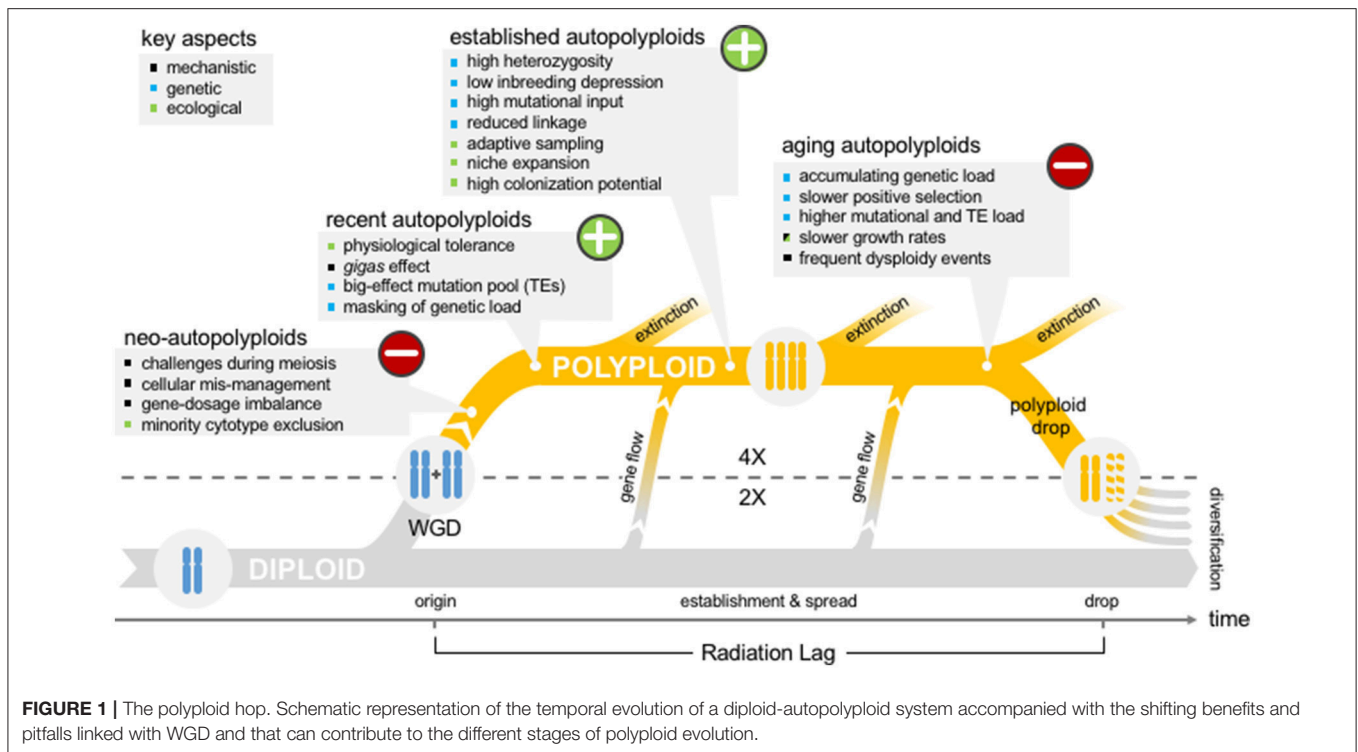 key aspects
mechanistic
genetic
ecological
established autopolyploids
high heterozygosity
low inbreeding depression
high mutational input
reduced linkage
adaptive sampling
niche expansion
high colonization potential
aging autopolyploids
accumulating genetic load
slower positive selection
higher mutational and TE load
slower growth rates
frequent dysploidy events
recent autopolyploids
physiological tolerance
gigas effect
big-effect mutation pool (TEs)
masking of genetic load
neo-autopolyploids
challenges during meiosis
cellular mis-management
gene-dosage imbalance
minority cytotype exclusion
extinction
extinction
extinction
POLYPLOID
polyploid
drop
gene flow
gene flow
4X
2X
WGD
diversification
DIPLOID
origin
establishment & spread
drop
time
Radiation Lag
FIGURE 1 | The polyploid hop. Schematic representation of the temporal evolution of a diploid-autopolyploid system accompanied with the shifting benefits and
pitfalls linked with WGD and that can contribute to the different stages of polyploid evolution.